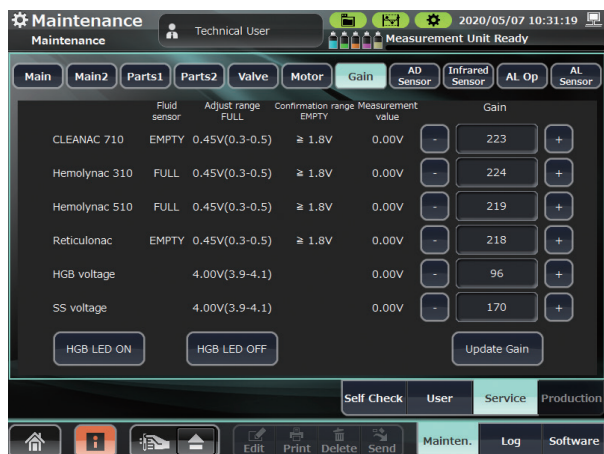 Maintenance
Technical User
2020/05/07 10:31:19
Maintenance
Measurement Unit Ready
Main Main2 Parts1 Parts2 Valve Motor Gain AD Sensor Infrared Sensor AL Op AL Sensor
Fluid sensor Adjust range FULL Confirmation range EMPTY Measurement value Gain
CLEANAC 710 EMPTY 0.45V(0.3-0.5) ≧ 1.8V 0.00V - 223 +
Hemolynac 310 FULL 0.45V(0.3-0.5) ≧ 1.8V 0.00V - 224 +
Hemolynac 510 FULL 0.45V(0.3-0.5) ≧ 1.8V 0.00V - 219 +
Reticulonac EMPTY 0.45V(0.3-0.5) ≧ 1.8V 0.00V - 218 +
HGB voltage 4.00V(3.9-4.1) 0.00V - 96 +
SS voltage 4.00V(3.9-4.1) 0.00V - 170 +
HGB LED ON HGB LED OFF Update Gain
Self Check User Service Production
Edit Print Delete Send Mainten. Log Software